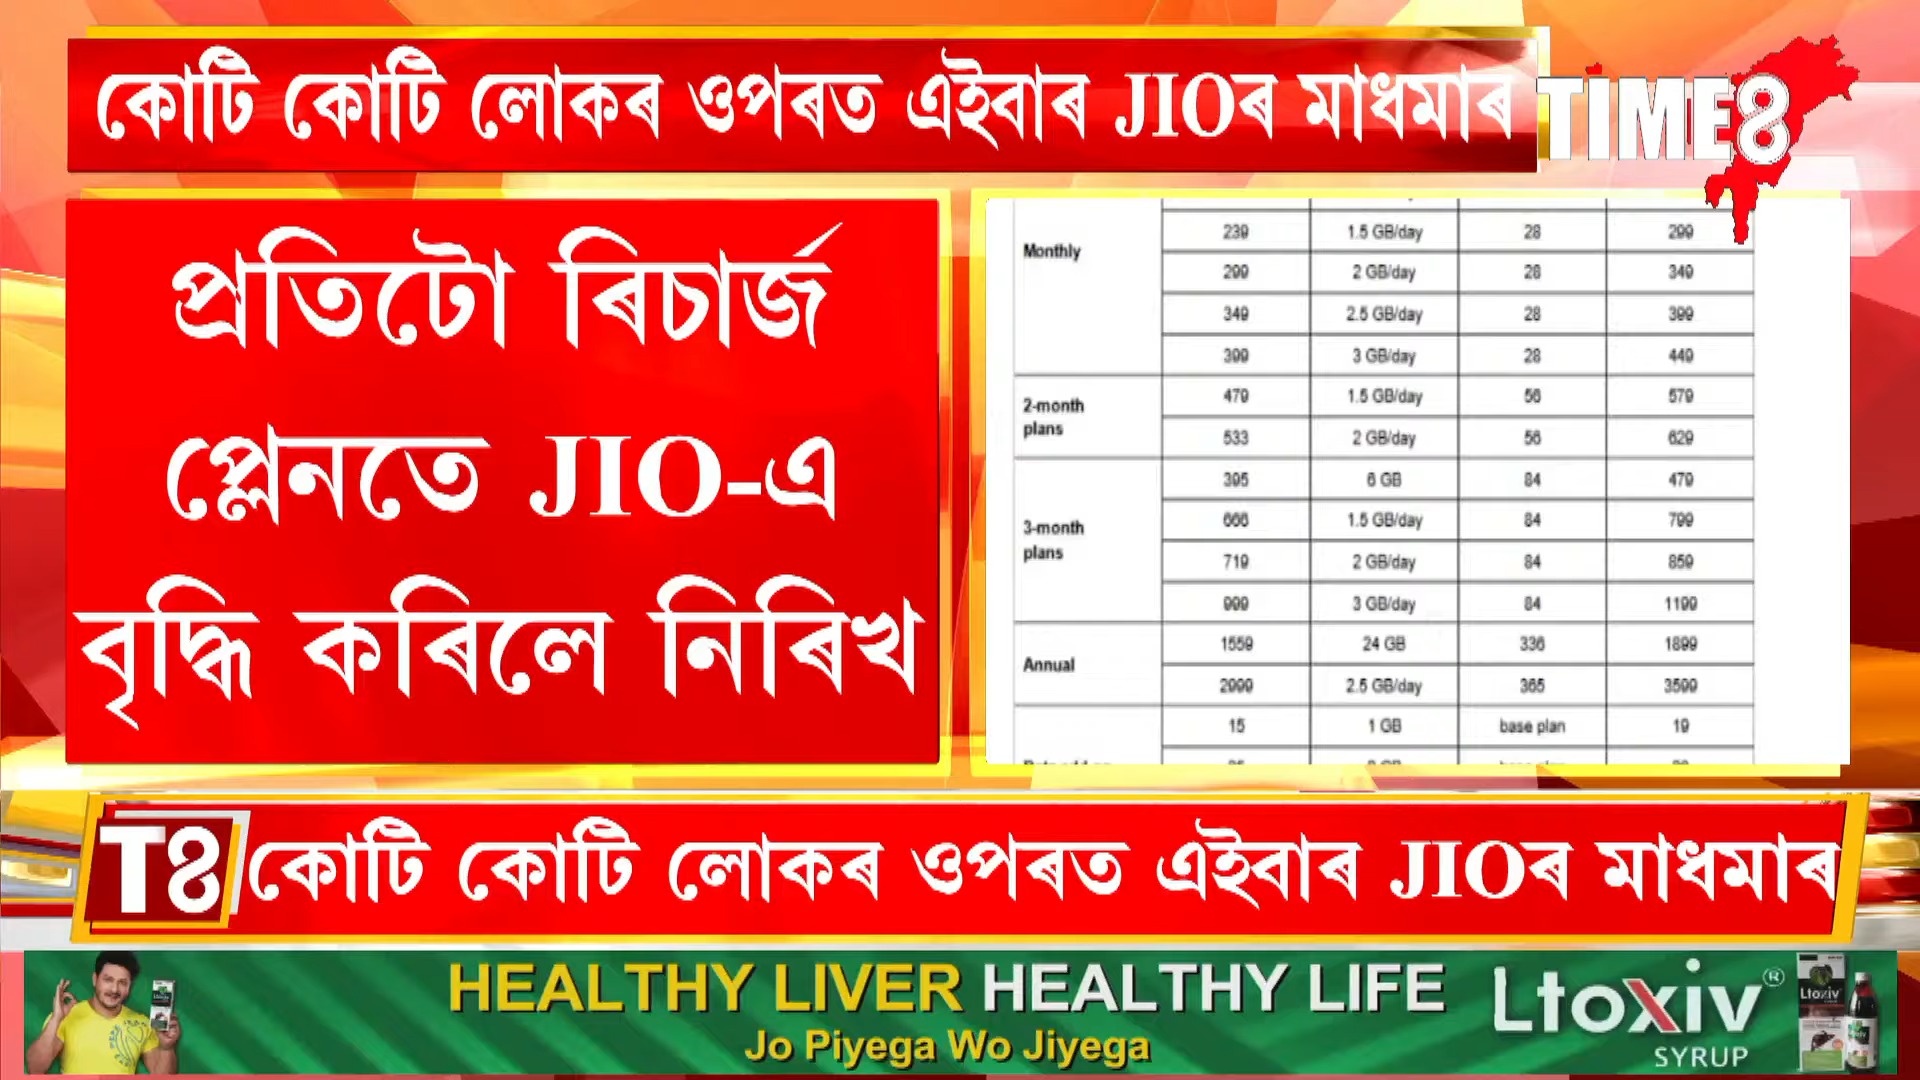 কোটি কোটি লোকৰ ওপৰত এইবাৰ JIOৰ মাধমাৰ
TiME8
প্ৰতিটো ৰিচাৰ্জ
প্লেনতে JIO-এ
বৃদ্ধি কৰিলে নিৰিখ
Monthly
239 1.5 GB/day 28 299
299 2 GB/day 28 349
349 2.5 GB/day 28 399
399 3 GB/day 28 449
2-month plans
479 1.5 GB/day 56 579
533 2 GB/day 56 629
3-month plans
395 6 GB 84 479
666 1.5 GB/day 84 799
719 2 GB/day 84 859
999 3 GB/day 84 1199
Annual
1559 24 GB 336 1899
2999 2.5 GB/day 365 3599
15 1 GB base plan 19
T8 কোটি কোটি লোকৰ ওপৰত এইবাৰ JIOৰ মাধমাৰ
HEALTHY LIVER HEALTHY LIFE
Jo Piyega Wo Jiyega
Ltoxiv®
SYRUP